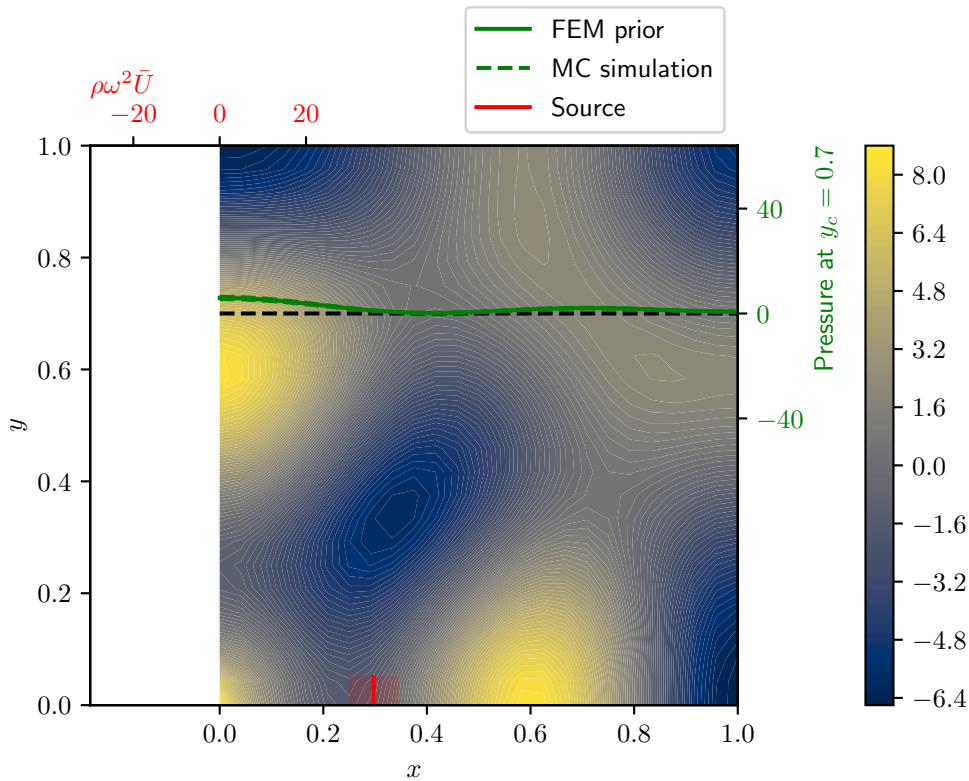 FEM prior
MC simulation
Source
ρω²Ū
−20 0 20
1.0
0.8
0.6
0.4
0.2
0.0
y
0.0 0.2 0.4 0.6 0.8 1.0
x
40
0
−40
Pressure at y_c = 0.7
8.0
6.4
4.8
3.2
1.6
0.0
−1.6
−3.2
−4.8
−6.4